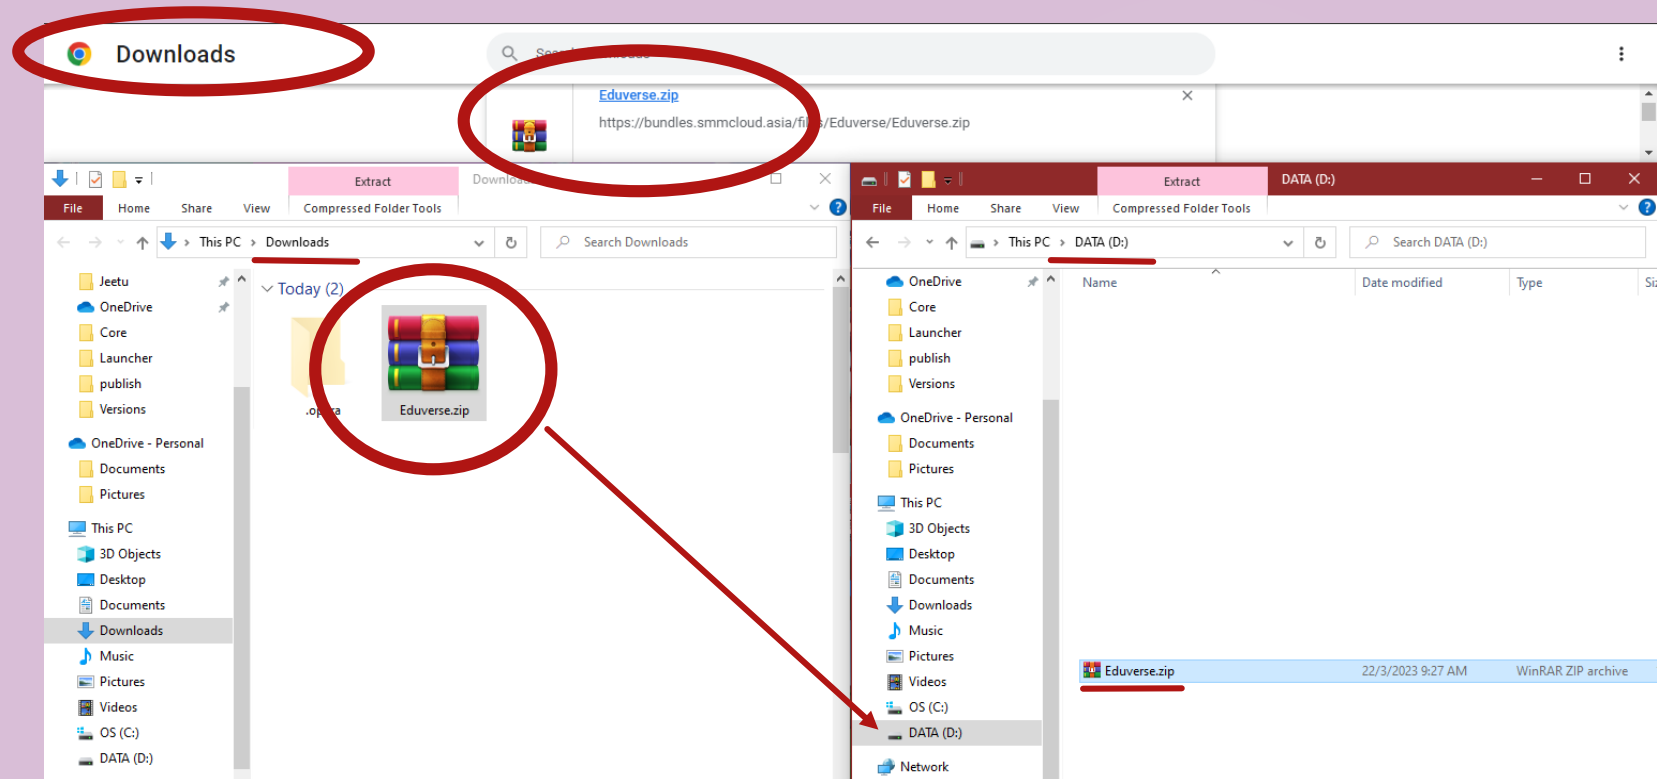 Downloads
Eduverse.zip
https://bundles.smmcloud.asia/files/Eduverse/Eduverse.zip
Extract
File
Home
Share
View
Compressed Folder Tools
This PC
Downloads
Search Downloads
Jeetu
OneDrive
Core
Launcher
publish
Versions
OneDrive - Personal
Documents
Pictures
This PC
3D Objects
Desktop
Documents
Downloads
Music
Pictures
Videos
OS (C:)
DATA (D:)
Today (2)
Eduverse.zip
Extract
DATA (D:)
File
Home
Share
View
Compressed Folder Tools
This PC
DATA (D:)
Search DATA (D:)
OneDrive
Core
Launcher
publish
Versions
OneDrive - Personal
Documents
Pictures
This PC
3D Objects
Desktop
Documents
Downloads
Music
Pictures
Videos
OS (C:)
DATA (D:)
Network
Name
Date modified
Type
Eduverse.zip
22/3/2023 9:27 AM
WinRAR ZIP archive